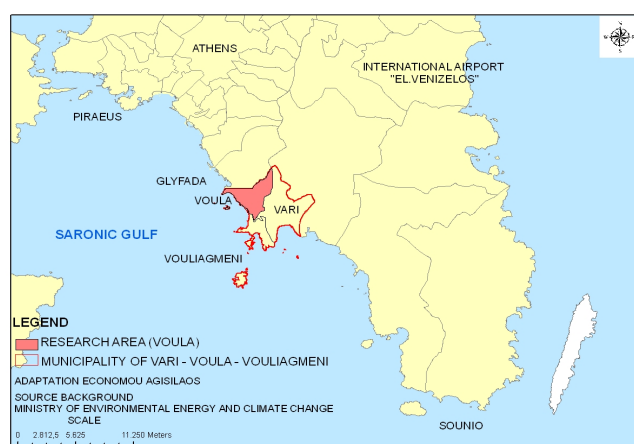 ATHENS
INTERNATIONAL AIRPORT
"EL.VENIZELOS"
PIRAEUS
GLYFADA
VOULA
VARI
SARONIC GULF
VOULIAGMENI
LEGEND
RESEARCH AREA (VOULA)
MUNICIPALITY OF VARI - VOULA - VOULIAGMENI
ADAPTATION ECONOMOU AGISILAOS
SOURCE BACKGROUND
MINISTRY OF ENVIRONMENTAL ENERGY AND CLIMATE CHANGE
SCALE
0 2.812,5 5.625 11.250 Meters
SOUNIO